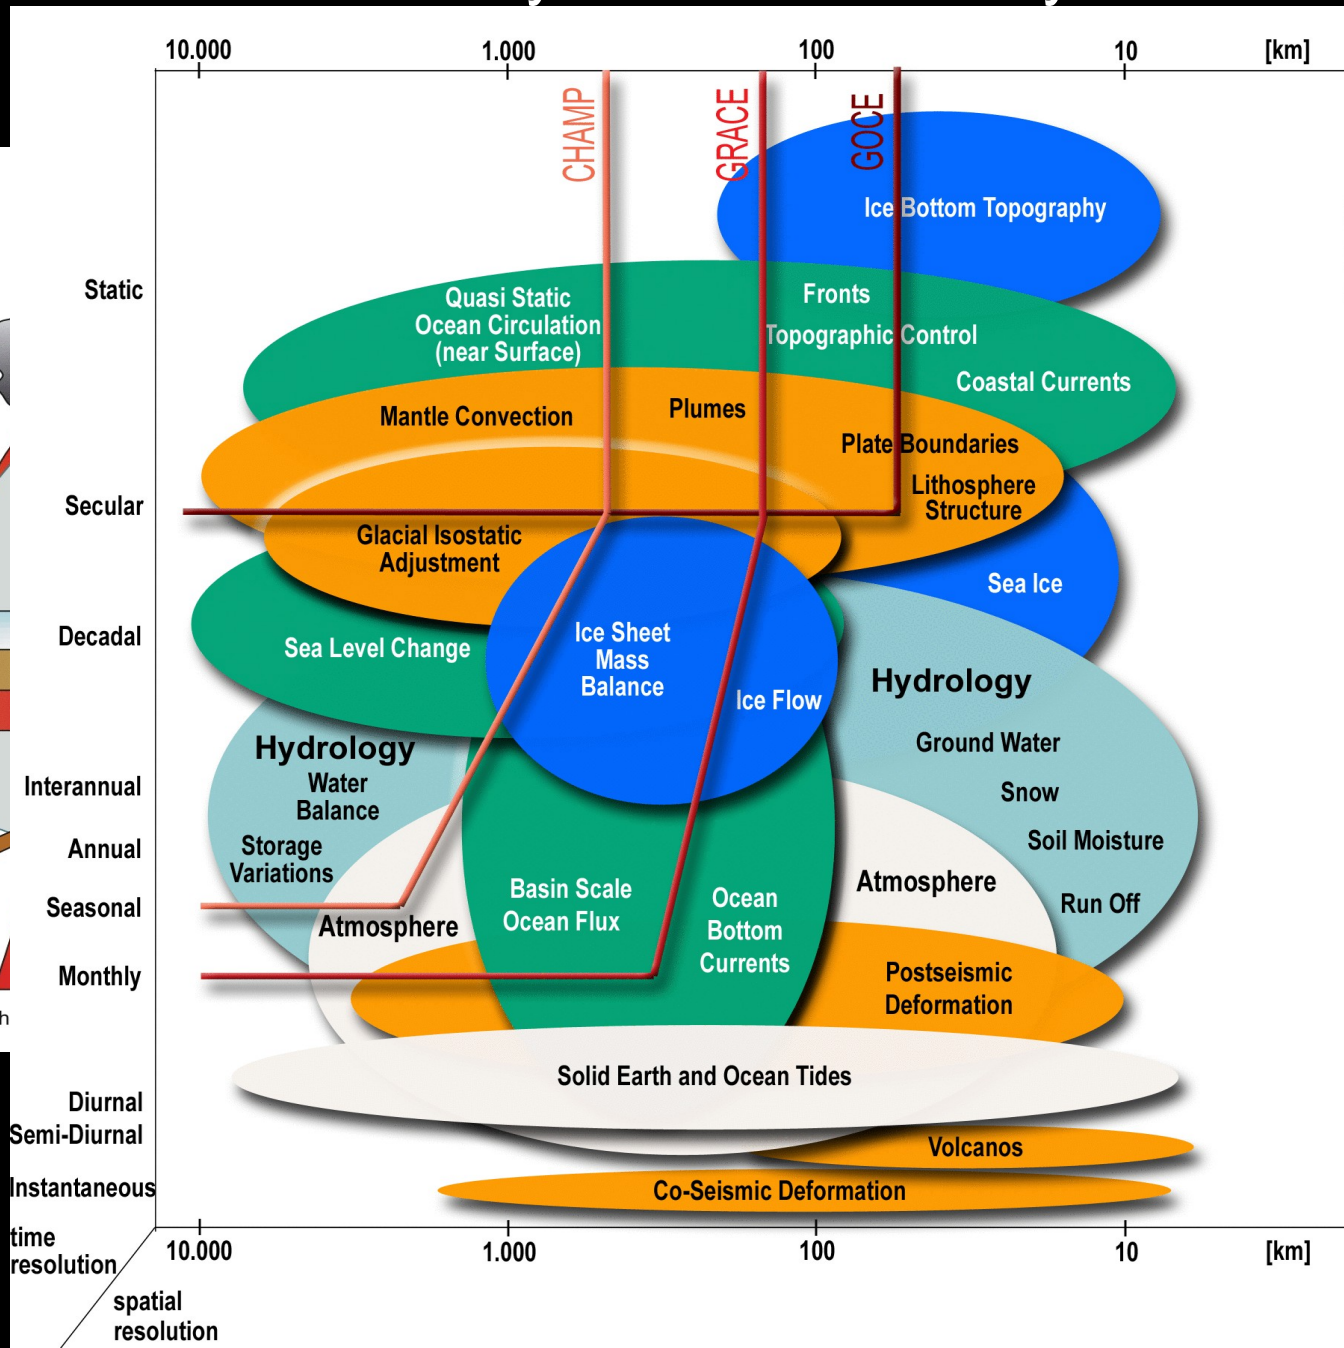 10.000 1.000 100 10 [km]
CHAMP
GRACE
GOCE
Ice Bottom Topography
Static
Quasi Static
Ocean Circulation
(near Surface)
Fronts
Topographic Control
Coastal Currents
Mantle Convection
Plumes
Plate Boundaries
Lithosphere
Structure
Secular
Glacial Isostatic
Adjustment
Sea Ice
Decadal
Sea Level Change
Ice Sheet
Mass
Balance
Ice Flow
Hydrology
Ground Water
Snow
Soil Moisture
Run Off
Hydrology
Water
Balance
Storage
Variations
Interannual
Annual
Seasonal
Monthly
Atmosphere
Basin Scale
Ocean Flux
Ocean
Bottom
Currents
Atmosphere
Postseismic
Deformation
Solid Earth and Ocean Tides
Diurnal
Semi-Diurnal
Volcanos
Instantaneous
Co-Seismic Deformation
10.000 1.000 100 10 [km]
time
resolution
spatial
resolution